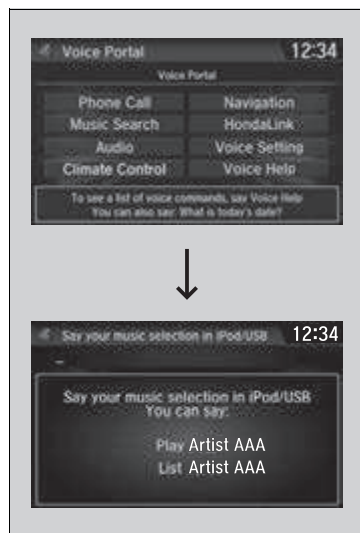 Voice Portal 12:34
Voice Portal
Phone Call Navigation
Music Search HondaLink
Audio Voice Setting
Climate Control Voice Help
To see a list of voice commands, say Voice Help
You can also say: What is today's date?
Say your music selection in iPod/USB 12:34
Say your music selection in iPod/USB
You can say:
Play Artist AAA
List Artist AAA